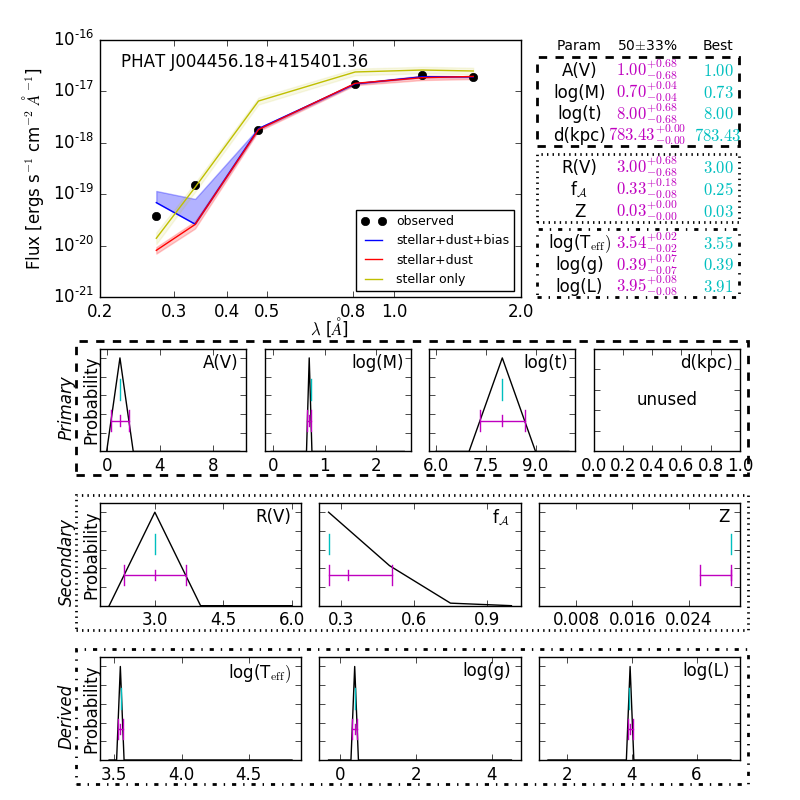 PHAT J004456.18+415401.36
Flux [ergs s⁻¹ cm⁻² Å⁻¹]
10⁻¹⁶
10⁻¹⁷
10⁻¹⁸
10⁻¹⁹
10⁻²⁰
10⁻²¹
observed
stellar+dust+bias
stellar+dust
stellar only
0.2 0.3 0.4 0.5 0.8 1.0 2.0
λ [Å]
Param 50±33% Best
A(V) 1.00 +0.68 −0.68 1.00
log(M) 0.70 +0.04 −0.04 0.73
log(t) 8.00 +0.68 −0.68 8.00
d(kpc) 783.43 +0.00 −0.00 783.43
R(V) 3.00 +0.68 −0.68 3.00
f_A 0.33 +0.18 −0.08 0.25
Z 0.03 +0.00 −0.00 0.03
log(T_eff) 3.54 +0.02 −0.02 3.55
log(g) 0.39 +0.07 −0.07 0.39
log(L) 3.95 +0.08 −0.08 3.91
Primary
Probability
A(V) log(M) log(t) d(kpc)
unused
0 4 8 0 1 2 6.0 7.5 9.0 0.0 0.2 0.4 0.6 0.8 1.0
Secondary
Probability
R(V) f_A Z
3.0 4.5 6.0 0.3 0.6 0.9 0.008 0.016 0.024
Derived
Probability
log(T_eff) log(g) log(L)
3.5 4.0 4.5 0 2 4 2 4 6